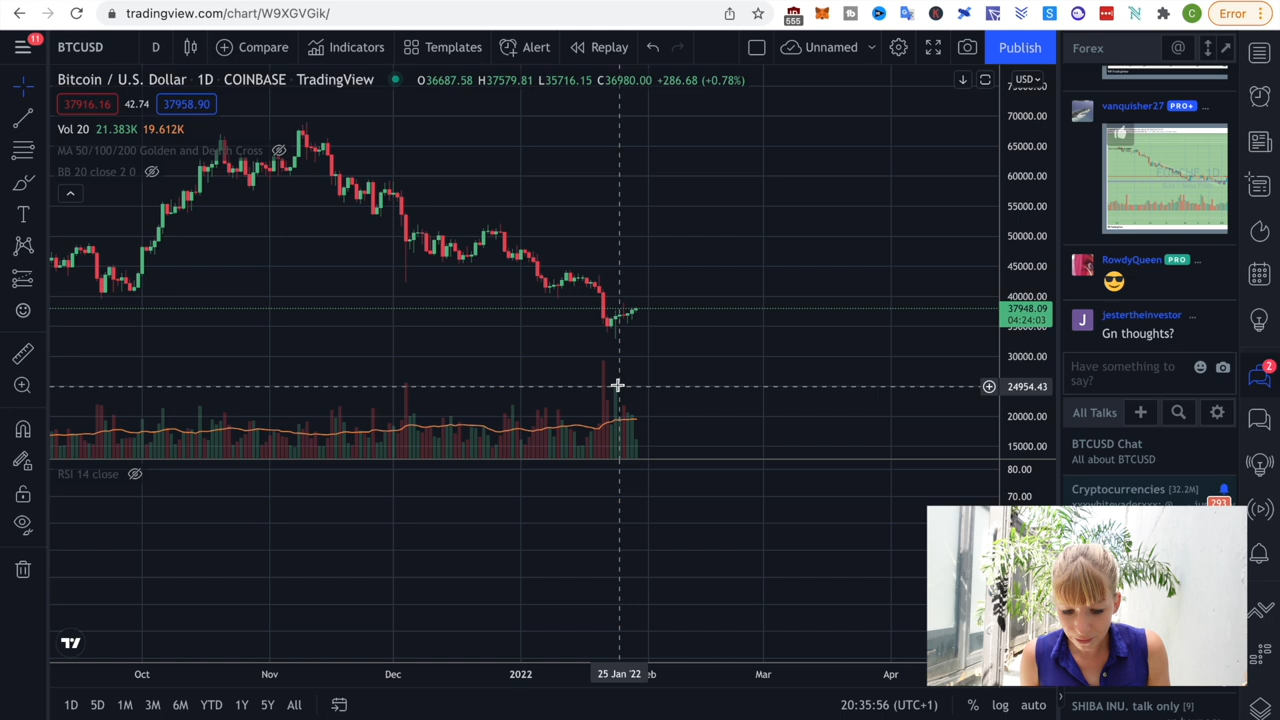 tradingview.com/chart/W9XGVGik/
555
C
Error
11
BTCUSD
D
Compare
Indicators
Templates
Alert
Replay
Unnamed
Publish
Forex
Bitcoin / U.S. Dollar · 1D · COINBASE · TradingView
O36687.58 H37579.81 L35716.15 C36980.00 +286.68 (+0.78%)
USD
37916.16
42.74
37958.90
Vol 20 21.383K 19.612K
MA 50/100/200 Golden and Death Cross
BB 20 close 2 0
70000.00
65000.00
60000.00
55000.00
50000.00
45000.00
40000.00
37948.09
04:24:03
30000.00
24954.43
20000.00
15000.00
RSI 14 close
80.00
70.00
Oct
Nov
Dec
2022
25 Jan '22
Mar
Apr
1D
5D
1M
3M
6M
YTD
1Y
5Y
All
20:35:56 (UTC+1)
%
log
auto
vanquisher27 PRO+ ...
RowdyQueen PRO ...
J
jestertheinvestor ...
Gn thoughts?
Have something to
say?
2
All Talks
BTCUSD Chat
All about BTCUSD
Cryptocurrencies [32.2M]
293
SHIBA INU. talk only [9]